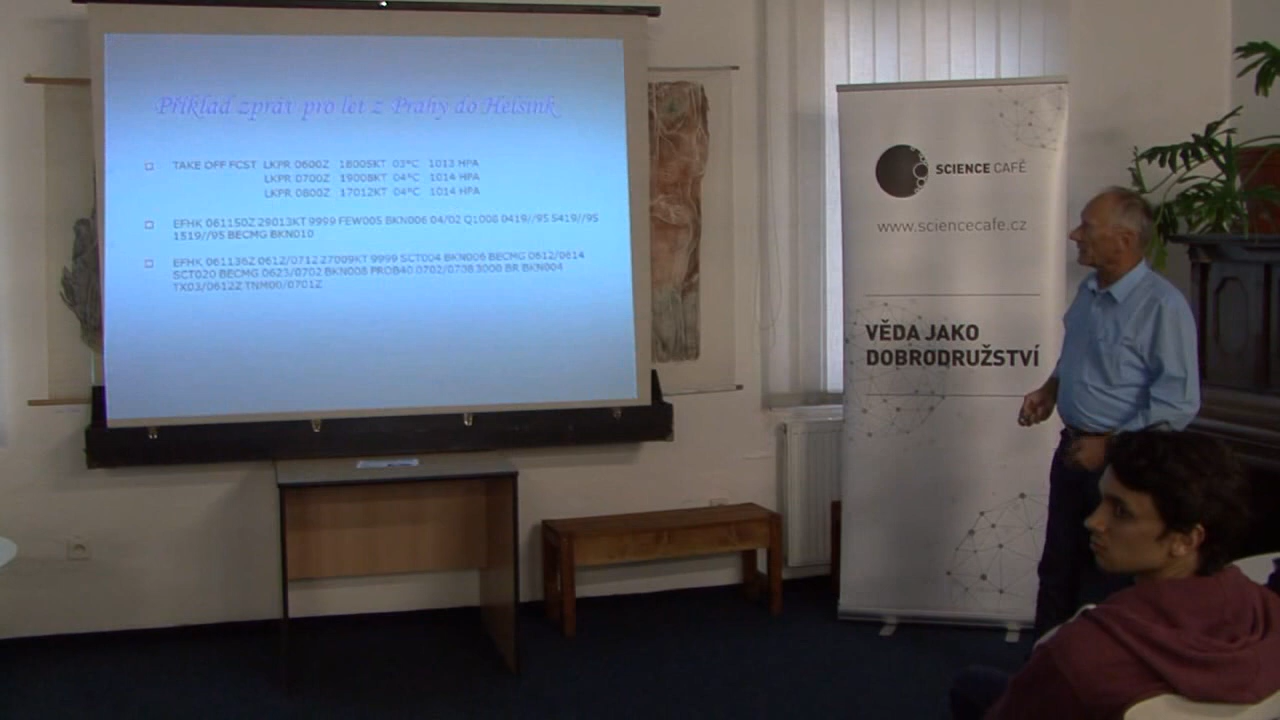 Příklad zpráv pro let z Prahy do Helsink
TAKE OFF FCST LKPR 0600Z 18005KT 03°C 1013 HPA
LKPR 0700Z 19008KT 04°C 1014 HPA
LKPR 0800Z 17012KT 04°C 1014 HPA
EFHK 061150Z 29013KT 9999 FEW005 BKN006 04/02 Q1008 0419//95 5419//95
1519//95 BECMG BKN010
EFHK 061136Z 0612/0712 27009KT 9999 SCT004 BKN006 BECMG 0612/0614
SCT020 BECMG 0623/0702 BKN008 PROB40 0702/0708 3000 BR BKN004
TX03/0612Z TNM00/0701Z
SCIENCE CAFÉ
www.sciencecafe.cz
VĚDA JAKO
DOBRODRUŽSTVÍ